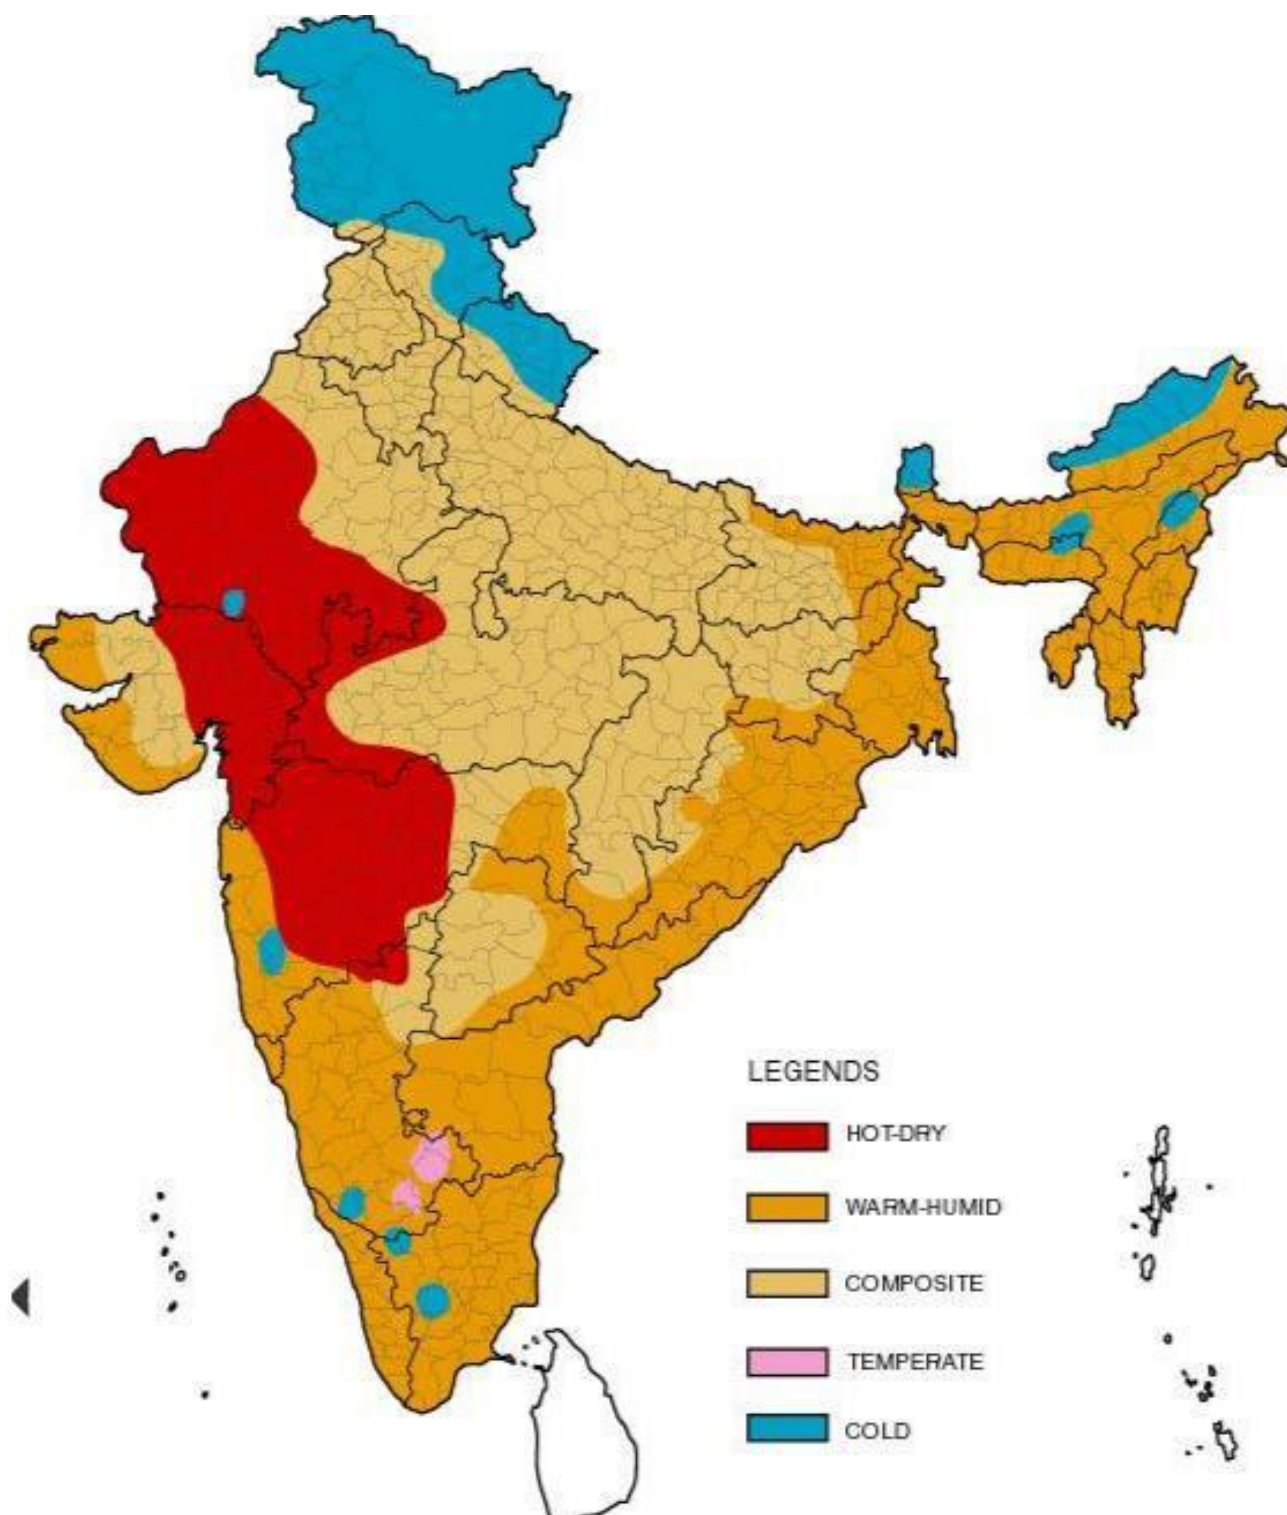 LEGENDS
HOT-DRY
WARM-HUMID
COMPOSITE
TEMPERATE
COLD